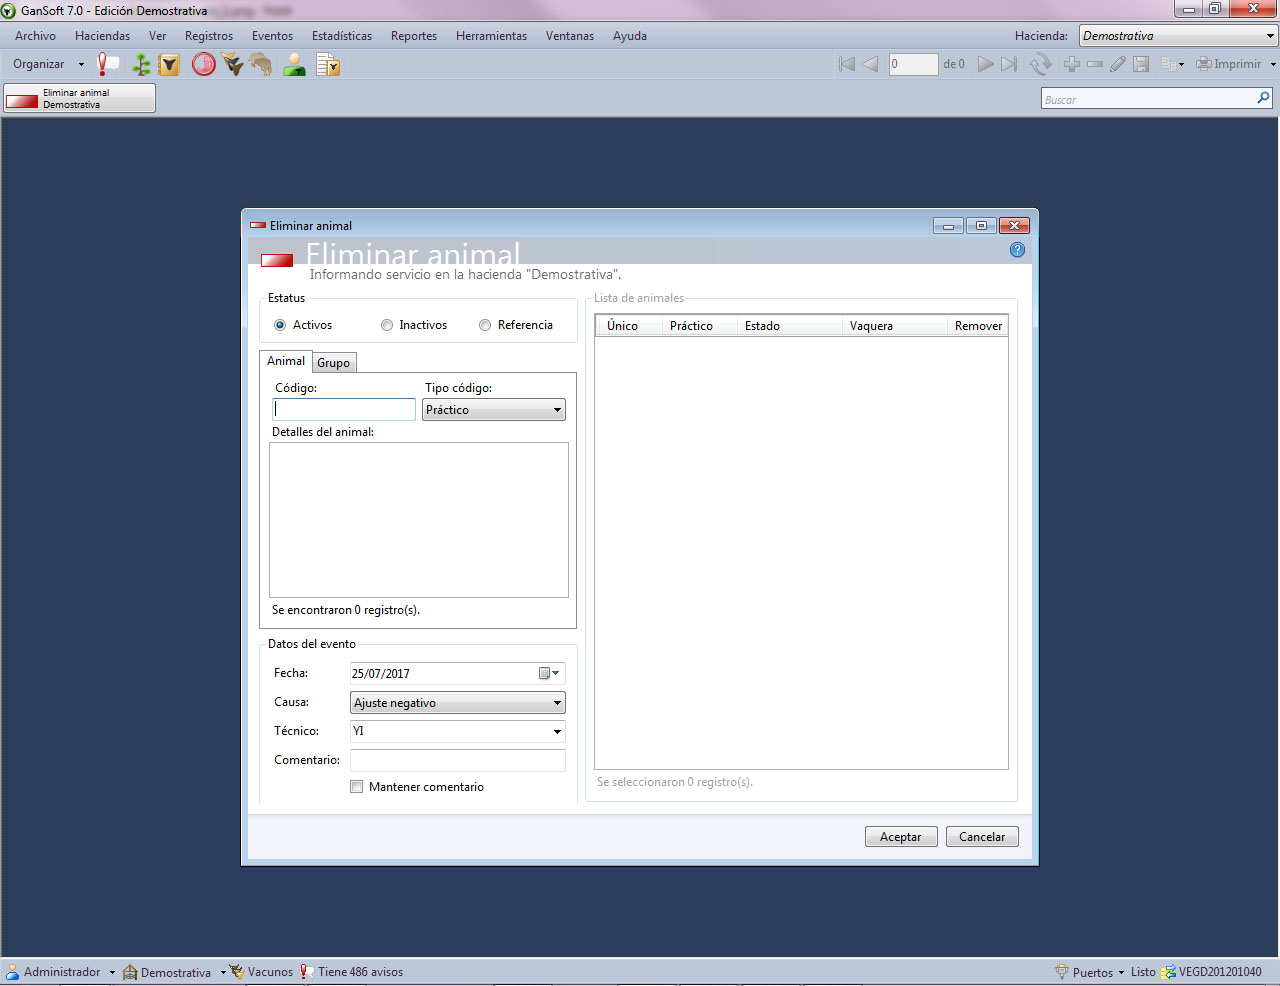 GanSoft 7.0 - Edición Demostrativa
Archivo Haciendas Ver Registros Eventos Estadísticas Reportes Herramientas Ventanas Ayuda Hacienda: Demostrativa
Organizar 0 de 0 Imprimir
Eliminar animal
Demostrativa
Buscar
Eliminar animal
Eliminar animal
Informando servicio en la hacienda "Demostrativa".
Estatus
Activos Inactivos Referencia
Animal Grupo
Código: Tipo código:
Práctico
Detalles del animal:
Se encontraron 0 registro(s).
Datos del evento
Fecha: 25/07/2017
Causa: Ajuste negativo
Técnico: YI
Comentario:
Mantener comentario
Lista de animales
Único Práctico Estado Vaquera Remover
Se seleccionaron 0 registro(s).
Aceptar Cancelar
Administrador Demostrativa Vacunos Tiene 486 avisos Puertos Listo VEGD201201040